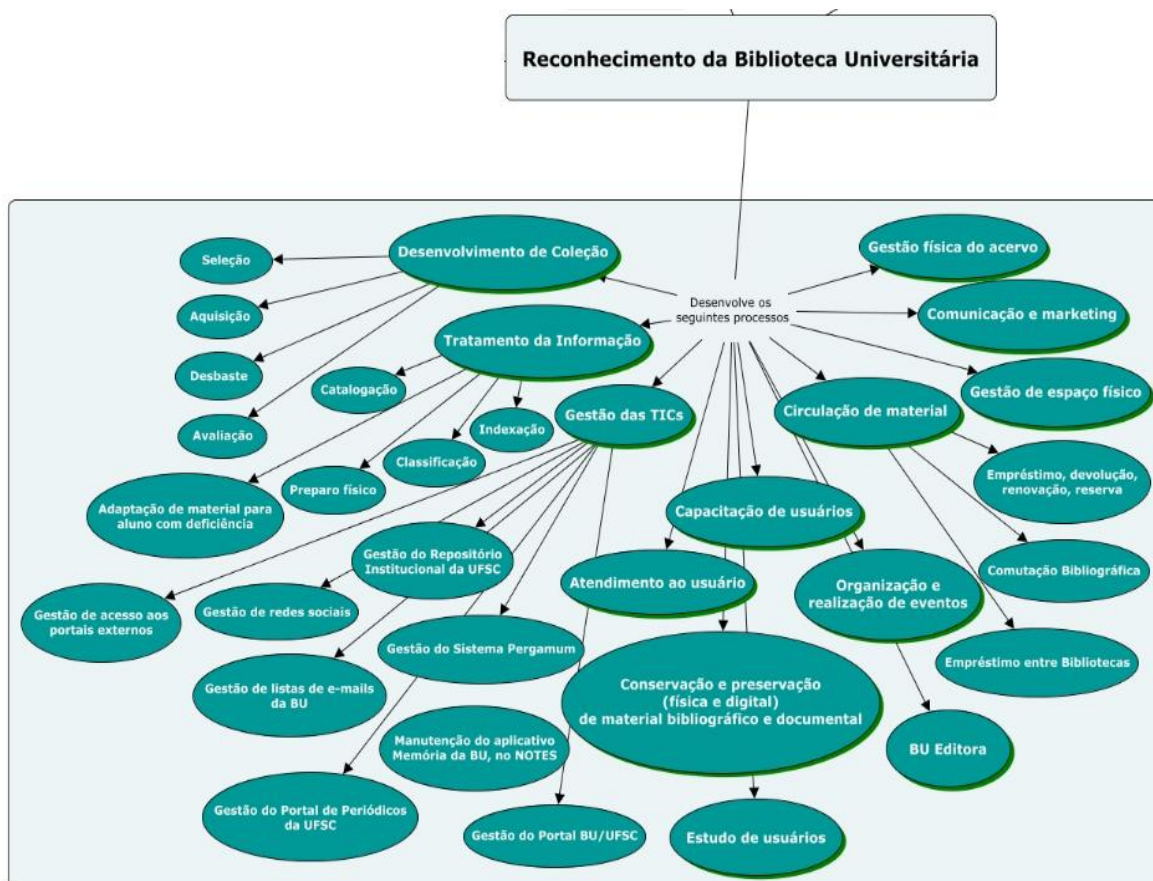 Reconhecimento da Biblioteca Universitária
Desenvolvimento de Coleção
Gestão física do acervo
Seleção
Desenvolve os
seguintes processos
Comunicação e marketing
Aquisição
Tratamento da Informação
Desbaste
Catalogação
Gestão de espaço físico
Gestão das TICs
Circulação de material
Indexação
Avaliação
Classificação
Empréstimo, devolução,
renovação, reserva
Preparo físico
Adaptação de material para
aluno com deficiência
Capacitação de usuários
Gestão do Repositório
Institucional da UFSC
Atendimento ao usuário
Comutação Bibliográfica
Organização e
realização de eventos
Gestão de redes sociais
Gestão de acesso aos
portais externos
Gestão do Sistema Pergamum
Empréstimo entre Bibliotecas
Gestão de listas de e-mails
da BU
Conservação e preservação
(física e digital)
de material bibliográfico e documental
Manutenção do aplicativo
Memória da BU, no NOTES
BU Editora
Gestão do Portal de Periódicos
da UFSC
Gestão do Portal BU/UFSC
Estudo de usuários